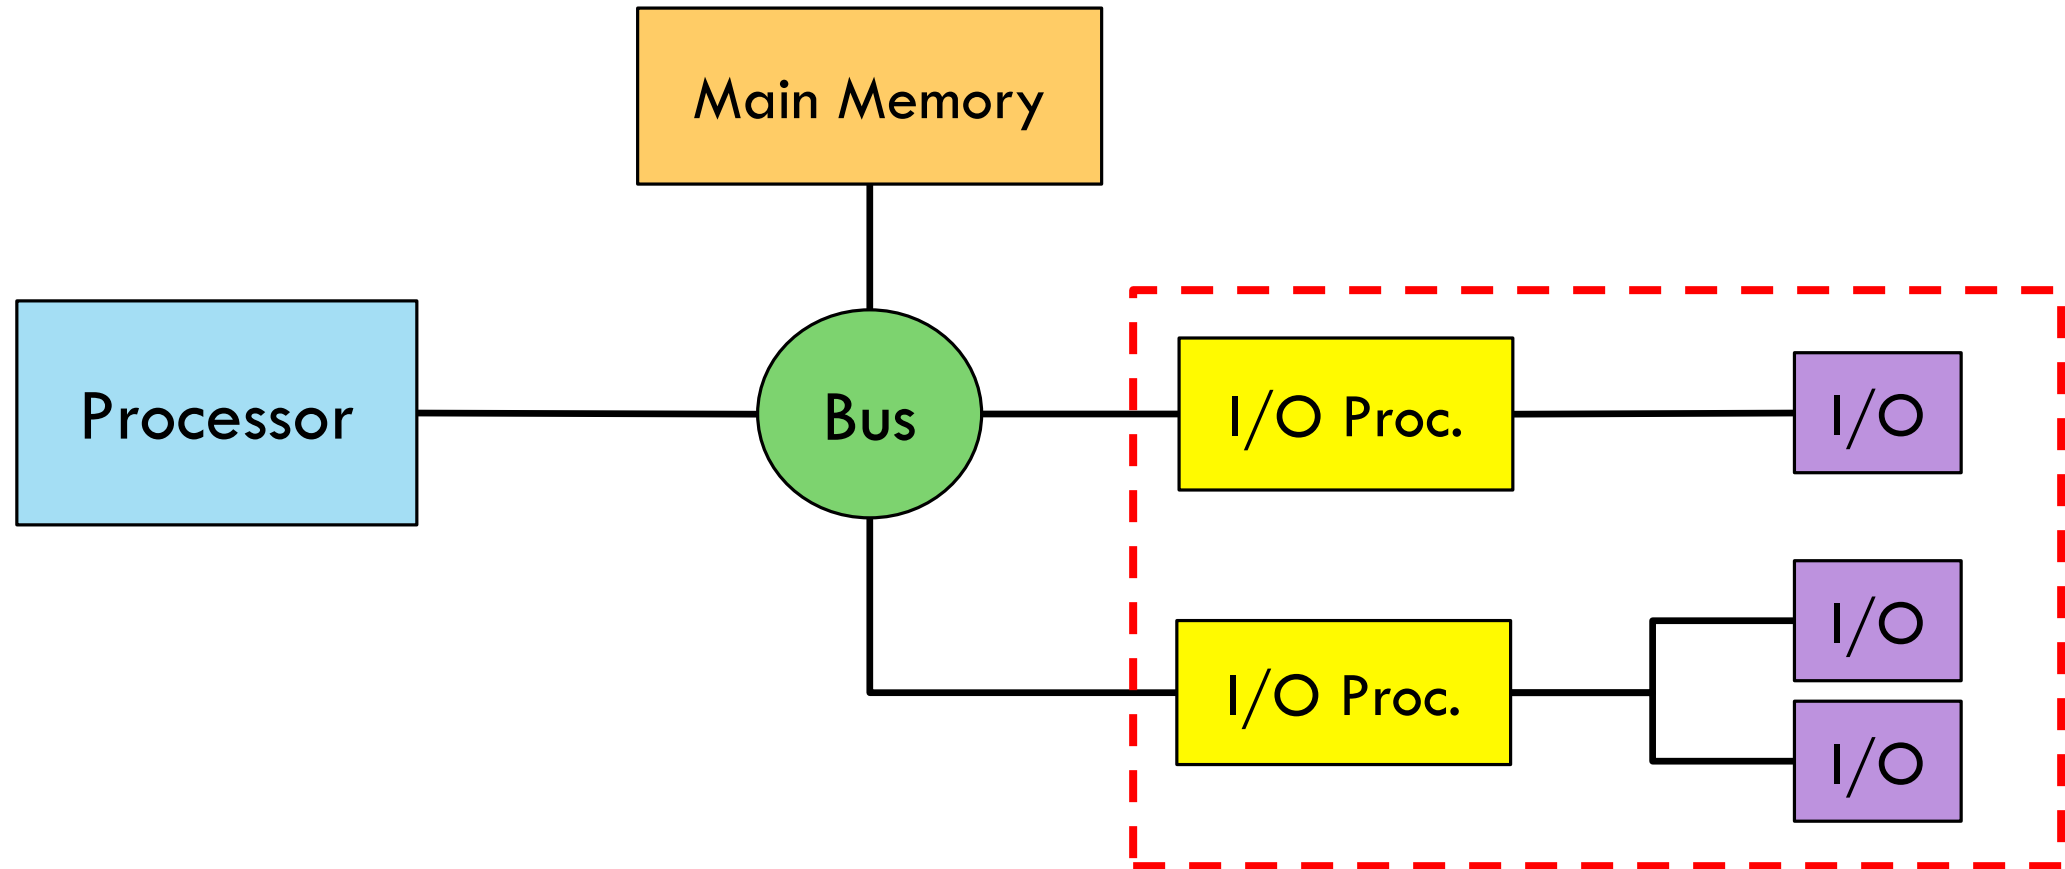 Main Memory
Processor
Bus
I/O Proc.
I/O
I/O Proc.
I/O
I/O